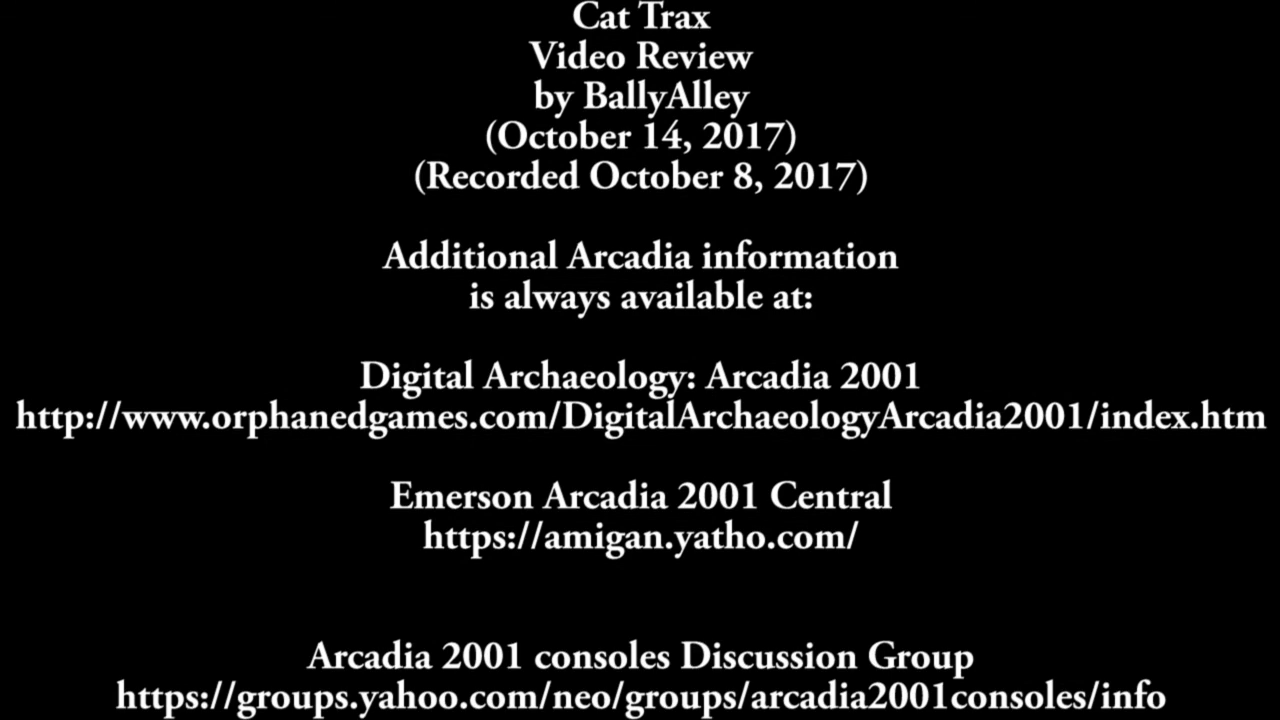 Cat Trax
Video Review
by BallyAlley
(October 14, 2017)
(Recorded October 8, 2017)
Additional Arcadia information
is always available at:
Digital Archaeology: Arcadia 2001
http://www.orphanedgames.com/DigitalArchaeologyArcadia2001/index.htm
Emerson Arcadia 2001 Central
https://amigan.yatho.com/
Arcadia 2001 consoles Discussion Group
https://groups.yahoo.com/neo/groups/arcadia2001consoles/info